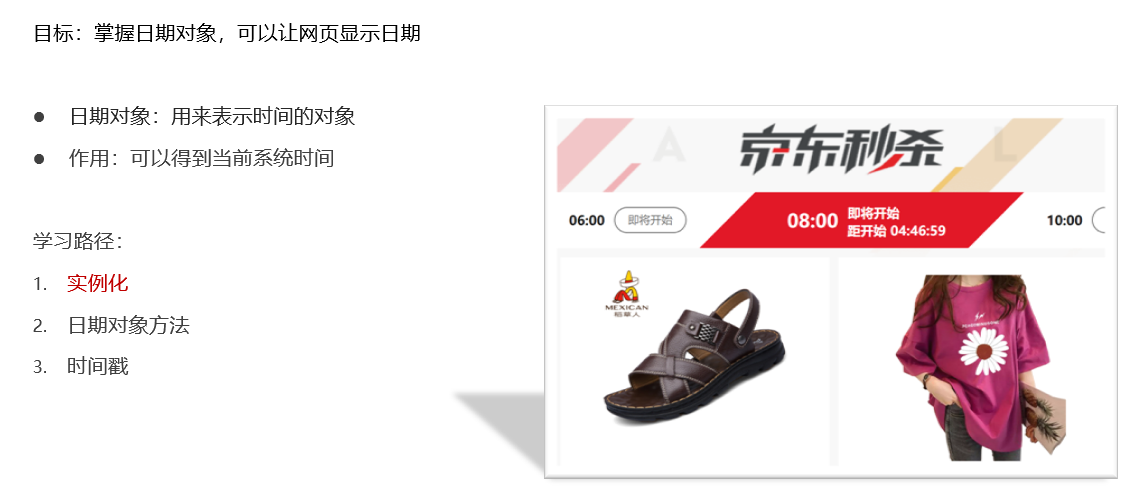 目标：掌握日期对象，可以让网页显示日期
● 日期对象：用来表示时间的对象
● 作用：可以得到当前系统时间
学习路径：
1. 实例化
2. 日期对象方法
3. 时间戳
A
L
京东秒杀
06:00 即将开始
08:00 即将开始
距开始 04:46:59
10:00
MEXICAN
稻草人